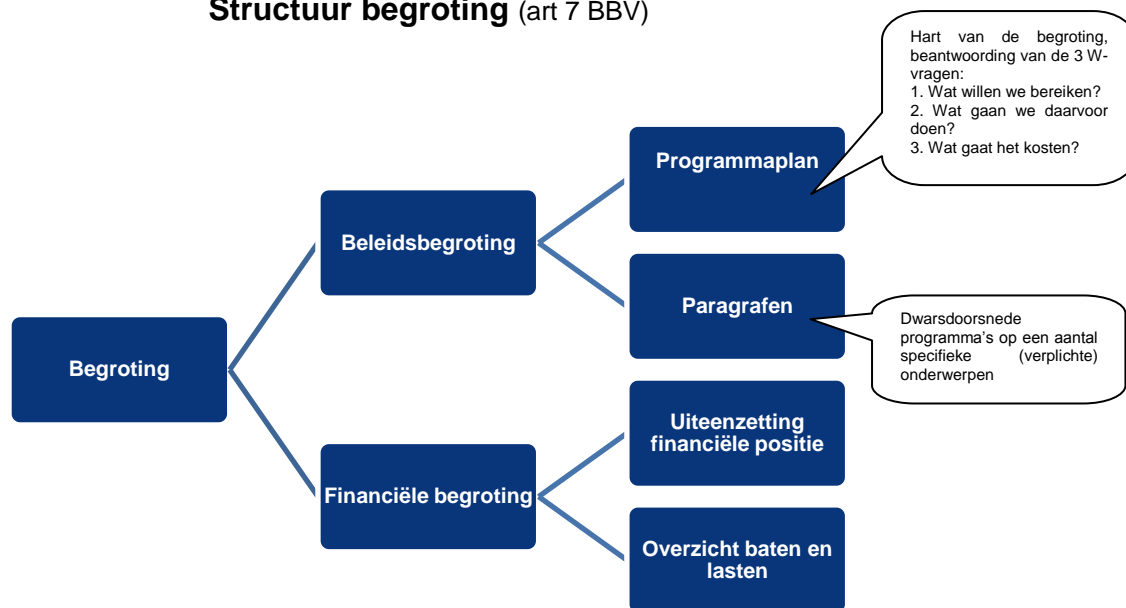 Structuur begroting (art 7 BBV)
Hart van de begroting,
beantwoording van de 3 W-
vragen:
1. Wat willen we bereiken?
2. Wat gaan we daarvoor
doen?
3. Wat gaat het kosten?
Programmaplan
Beleidsbegroting
Paragrafen
Dwarsdoorsnede
programma's op een aantal
specifieke (verplichte)
onderwerpen
Begroting
Uiteenzetting
financiële positie
Financiële begroting
Overzicht baten en
lasten